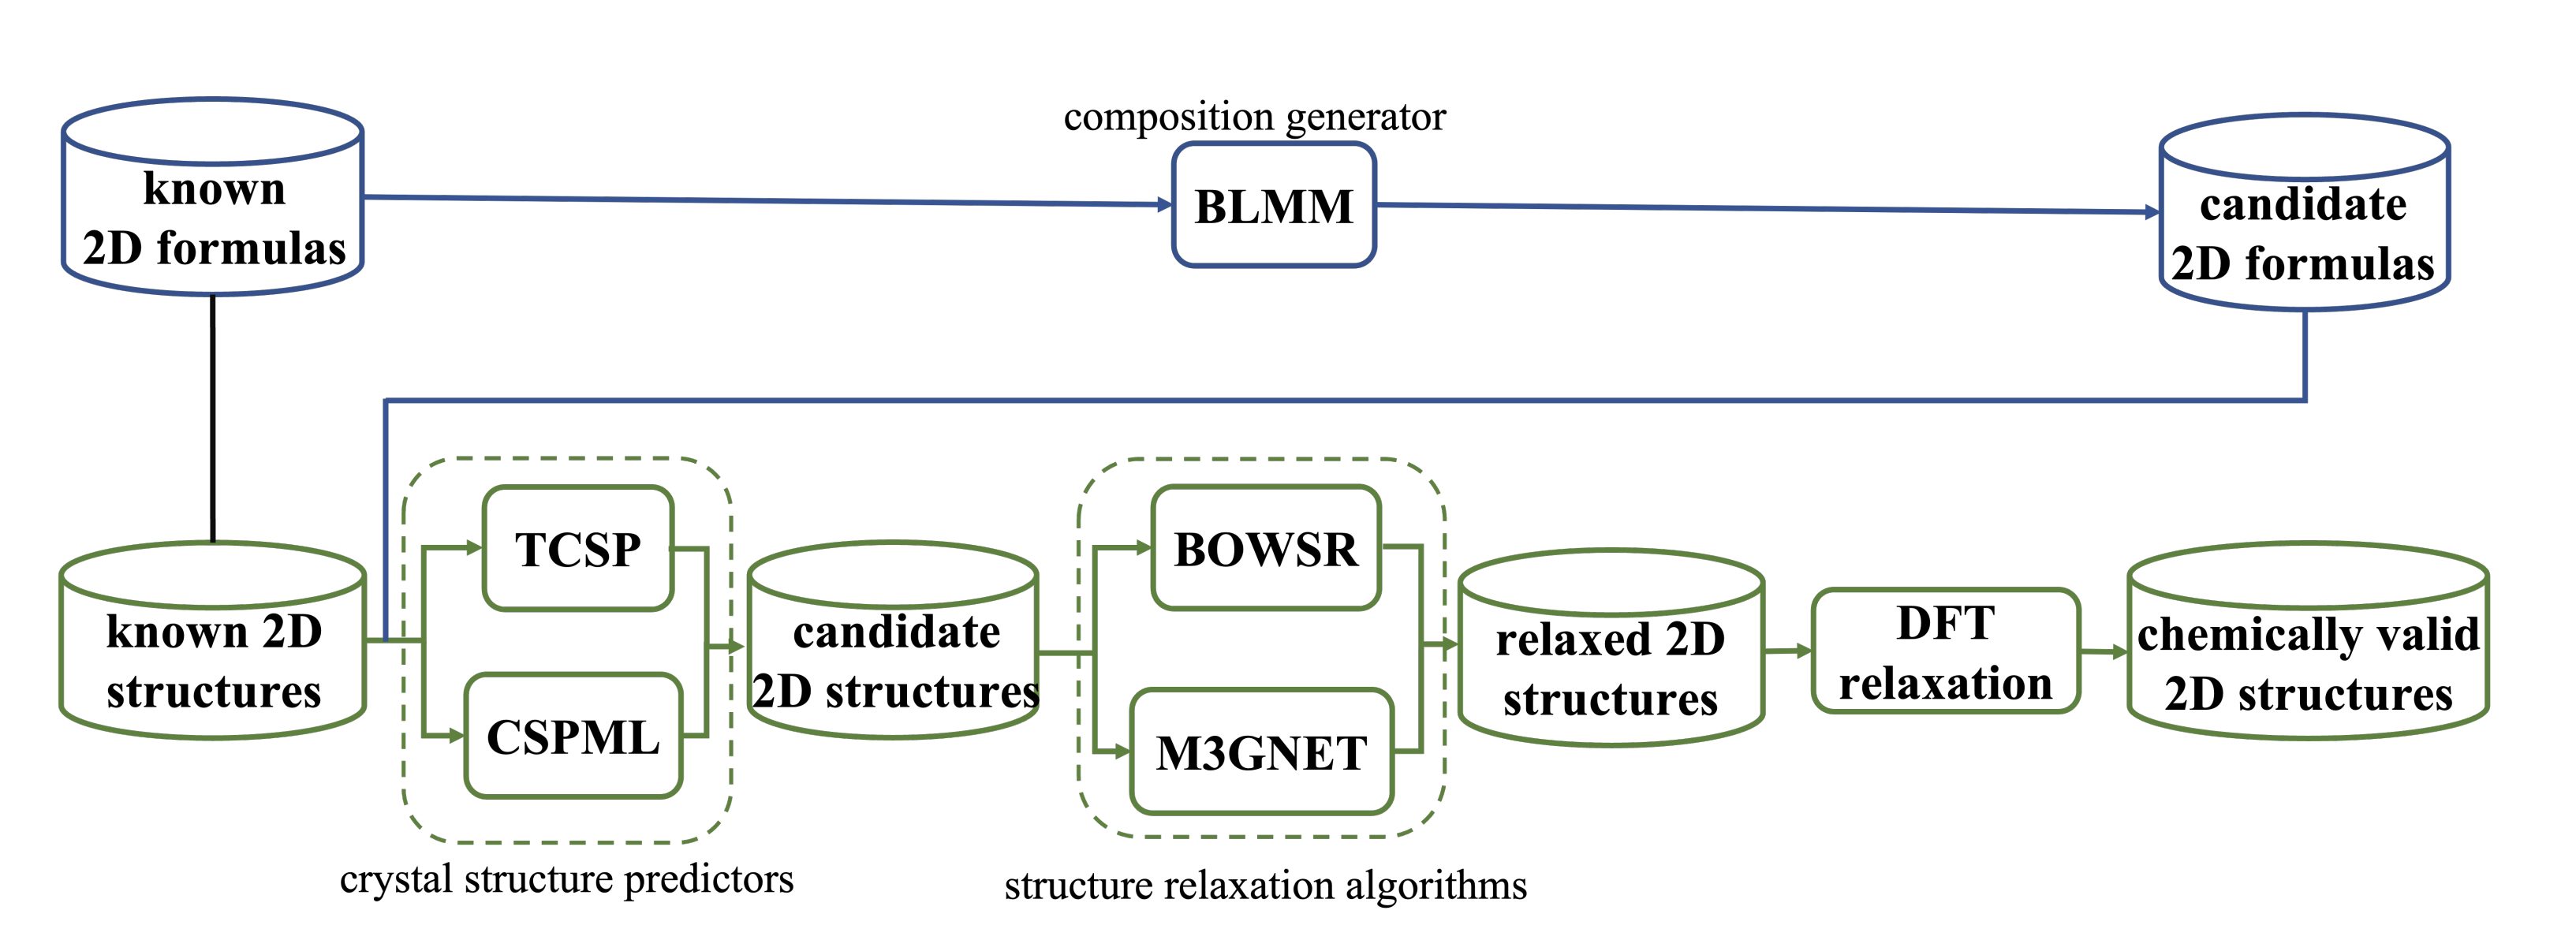 composition generator
known
2D formulas
BLMM
candidate
2D formulas
TCSP
CSPML
crystal structure predictors
known 2D
structures
candidate
2D structures
BOWSR
M3GNET
structure relaxation algorithms
relaxed 2D
structures
DFT
relaxation
chemically valid
2D structures